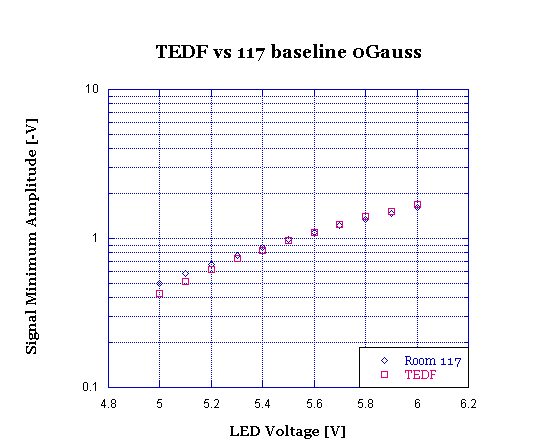 TEDF vs 117 baseline 0Gauss
Signal Minimum Amplitude [-V]
10
1
0.1
4.8 5 5.2 5.4 5.6 5.8 6 6.2
LED Voltage [V]
Room 117
TEDF